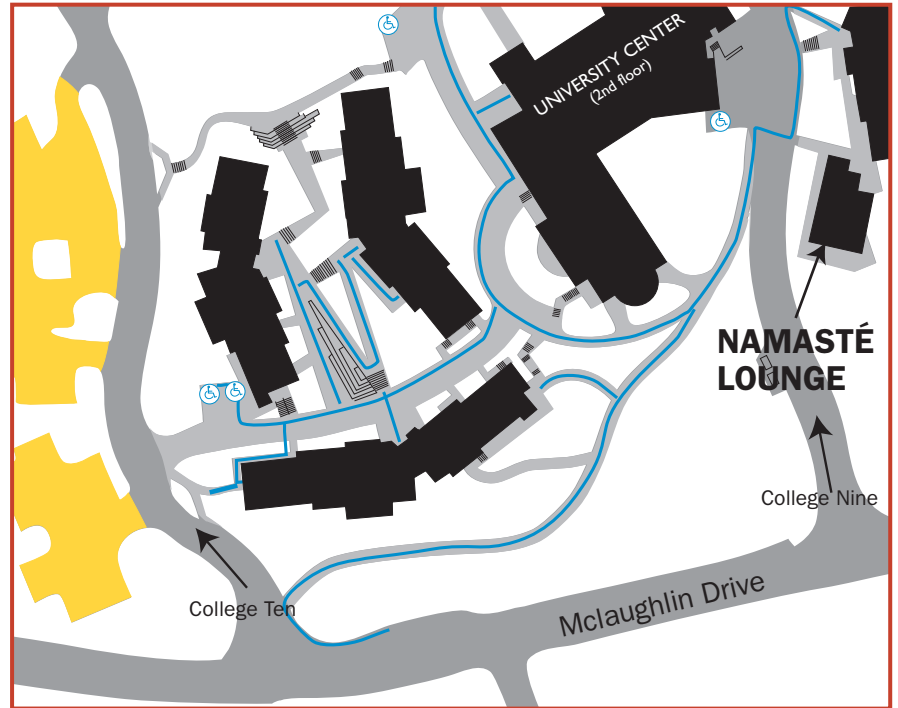 UNIVERSITY CENTER
(2nd floor)
NAMASTÉ
LOUNGE
College Nine
College Ten
Mclaughlin Drive